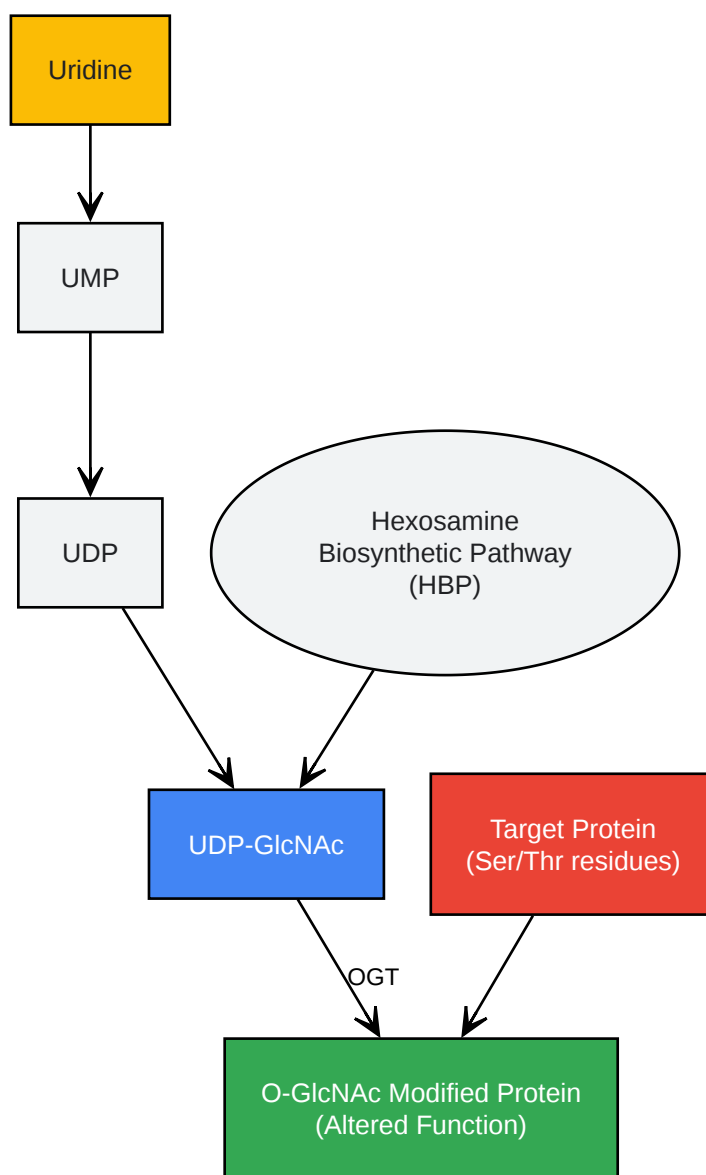 Uridine
UMP
UDP
Hexosamine
Biosynthetic Pathway
(HBP)
UDP-GlcNAc
Target Protein
(Ser/Thr residues)
OGT
O-GlcNAc Modified Protein
(Altered Function)